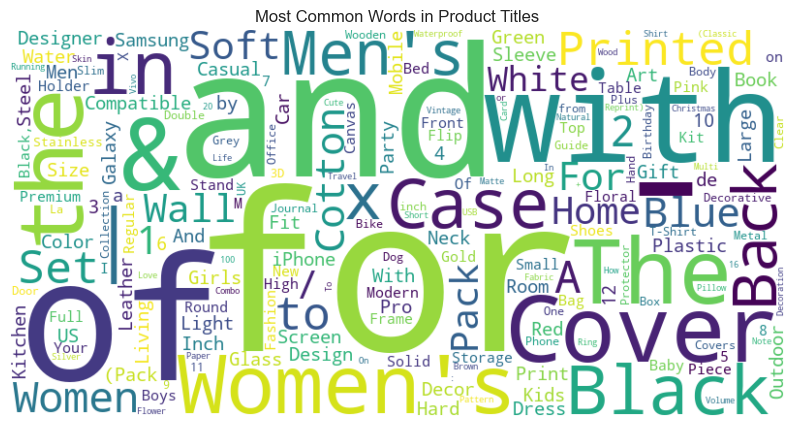 Most Common Words in Product Titles
Designer Samsung X in Soft Men's Mobile Green Sleeve Printed Shirt (Classic
Water Wooden Waterproof Wood on
Running Men Skin Slim Vivo Casual 7 and Bed with White Art Pink Body Book
Steel Holder Compatible by Car Canvas Party Front Flip Table Plus from
Black, the Stainless Double 20 & Cotton Vintage 4 Top or Card Natural Reprint) Christmas 10
Size Galaxy Grey Office Cute Life 3D 2 Guide Kit Birthday Large Clear
Premium 3 a Stand UK M Travel x Case For Gift Hand Multi
La Color I Collection Wall Journal Fit inch Short Bike Long Of In Floral de Decorative
Set l 1 6 Regular And / iPhone Neck USB Matte Home Blue Back
Door Leather Girls High New Dog Gold Shoes T-Shirt Metal
of for to With Modern Pack Small Fabric A The Plastic
Kitchen Full US Love 100 Combo Round Fashion To Pro Room Bag 12 How Protector Box Pillow 16 Decoration
Your Living Light Screen Frame One Cover Red Phone Ring Covers 8 Note
Silver Paper 11 Inch Design On Solid Brown Storage 5 Outdoor
Women (Pack 9 Glass Women's : Decor Print Baby Piece
Flower Boys Hard Pattern Dress Kids Black Volume